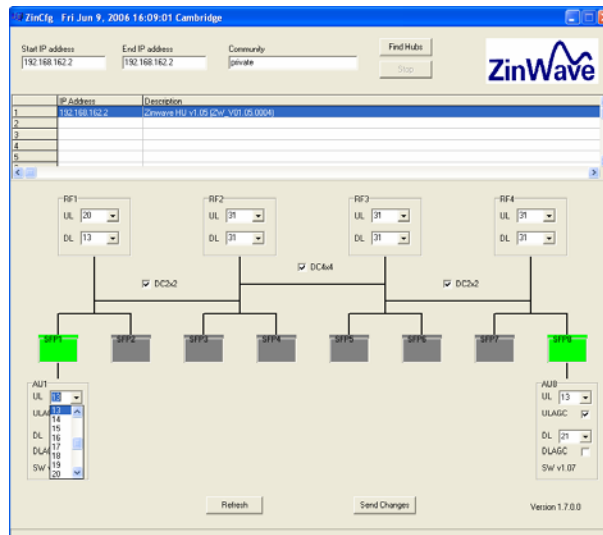 ZinCfg Fri Jun 9, 2006 16:09:01 Cambridge
Start IP address End IP address Community Find Hubs
192.168.162.2 192.168.162.2 private Stop
ZinWave
IP Address Description
1 192.168.162.2 Zinwave HU v1.05 (ZW_V01.05.0004)
2
3
4
5
RF1 RF2 RF3 RF4
UL 20 UL 31 UL 31 UL 31
DL 13 DL 31 DL 31 DL 31
DC4x4
DC2x2 DC2x2
SFP1 SFP2 SFP3 SFP4 SFP5 SFP6 SFP7 SFP8
AU1 AU8
UL 13 UL 13
13
ULAG ULAGC
14
15
DL 16 DL 21
17
DLAG DLAGC
18
SW v 19 SW v1.07
20
Refresh Send Changes Version 1.7.0.0